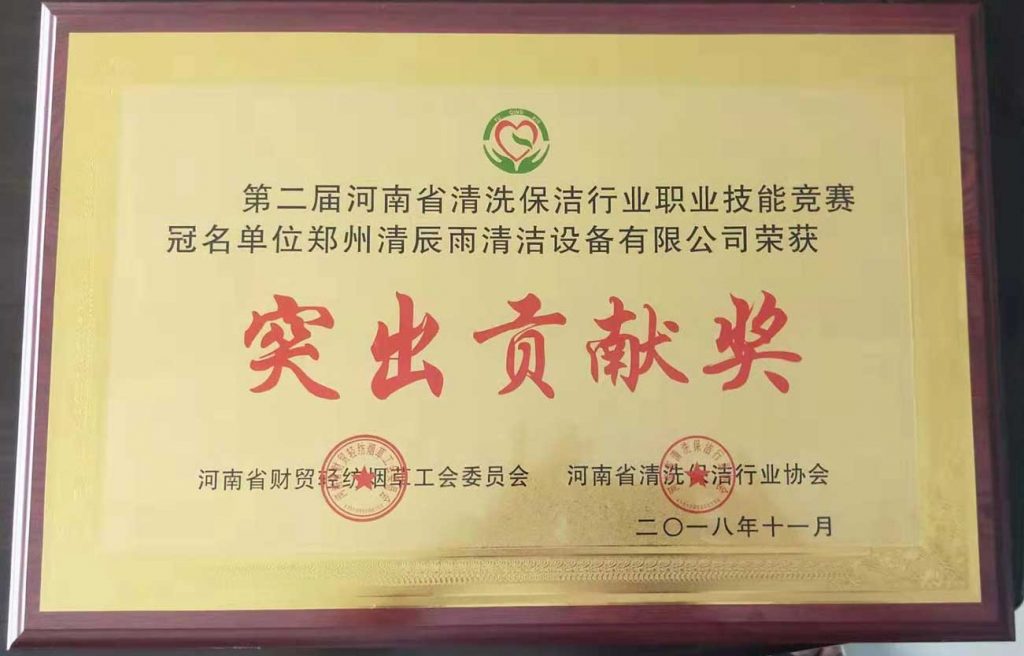 第二届河南省清洗保洁行业职业技能竞赛
冠名单位郑州清辰雨清洁设备有限公司荣获
突出贡献奖
河南省财贸轻纺烟草工会委员会 河南省清洗保洁行业协会
二〇一八年十一月